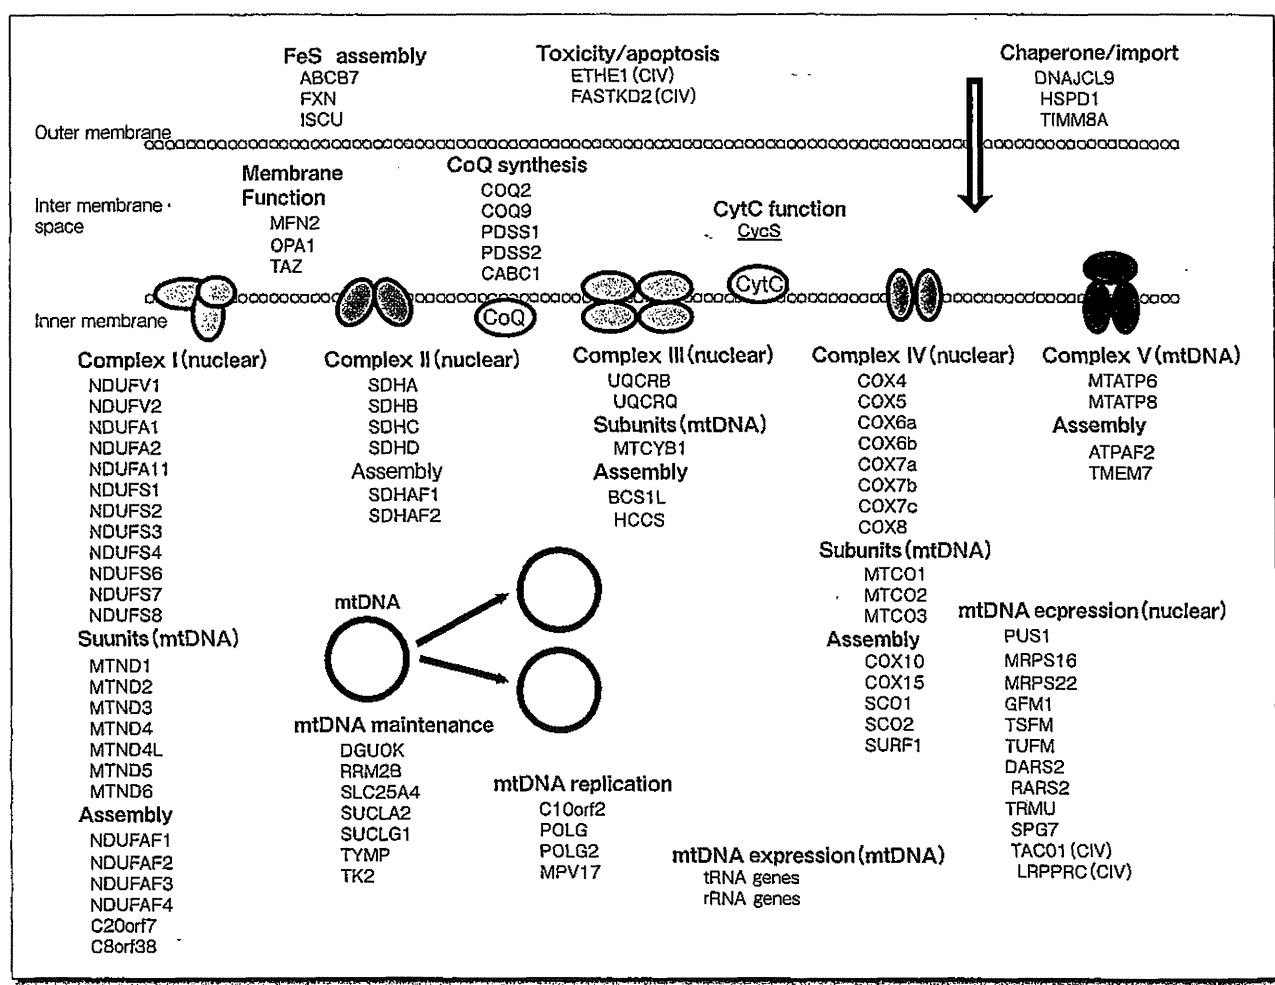 FeS assembly
ABCB7
FXN
ISCU
Toxicity/apoptosis
ETHE1 (CIV)
FASTKD2 (CIV)
Chaperone/import
DNAJCL9
HSPD1
TIMM8A
Outer membrane
Membrane
Function
MFN2
OPA1
TAZ
CoQ synthesis
COQ2
COQ9
PDSS1
PDSS2
CABC1
Inter membrane
space
CytC function
CycS
CytC
CoQ
Inner membrane
Complex I (nuclear)
NDUFV1
NDUFV2
NDUFA1
NDUFA2
NDUFA11
NDUFS1
NDUFS2
NDUFS3
NDUFS4
NDUFS6
NDUFS7
NDUFS8
Suunits (mtDNA)
MTND1
MTND2
MTND3
MTND4
MTND4L
MTND5
MTND6
Assembly
NDUFAF1
NDUFAF2
NDUFAF3
NDUFAF4
C20orf7
C8orf38
Complex II (nuclear)
SDHA
SDHB
SDHC
SDHD
Assembly
SDHAF1
SDHAF2
Complex III (nuclear)
UQCRB
UQCRQ
Subunits (mtDNA)
MTCYB1
Assembly
BCS1L
HCCS
Complex IV (nuclear)
COX4
COX5
COX6a
COX6b
COX7a
COX7b
COX7c
COX8
Subunits (mtDNA)
MTCO1
MTCO2
MTCO3
Assembly
COX10
COX15
SCO1
SCO2
SURF1
Complex V (mtDNA)
MTATP6
MTATP8
Assembly
ATPAF2
TMEM7
mtDNA
mtDNA maintenance
DGUOK
RRM2B
SLC25A4
SUCLA2
SUCLG1
TYMP
TK2
mtDNA replication
C10orf2
POLG
POLG2
MPV17
mtDNA expression (mtDNA)
tRNA genes
rRNA genes
mtDNA ecpression (nuclear)
PUS1
MRPS16
MRPS22
GFM1
TSFM
TUFM
DARS2
RARS2
TRMU
SPG7
TACO1 (CIV)
LRPPRC (CIV)